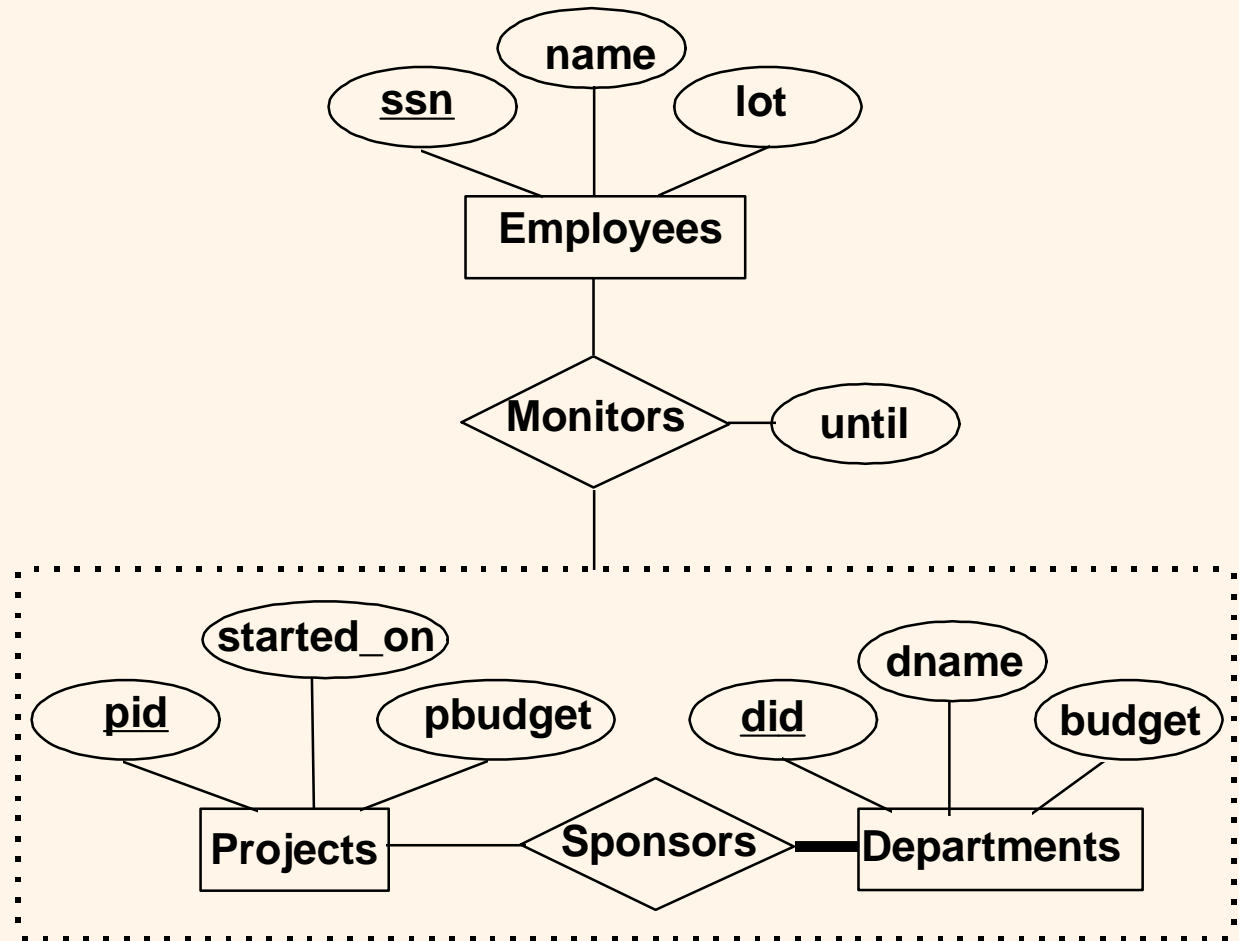 name
ssn
lot
Employees
Monitors
until
started_on
dname
pid
pbudget
did
budget
Projects
Sponsors
Departments